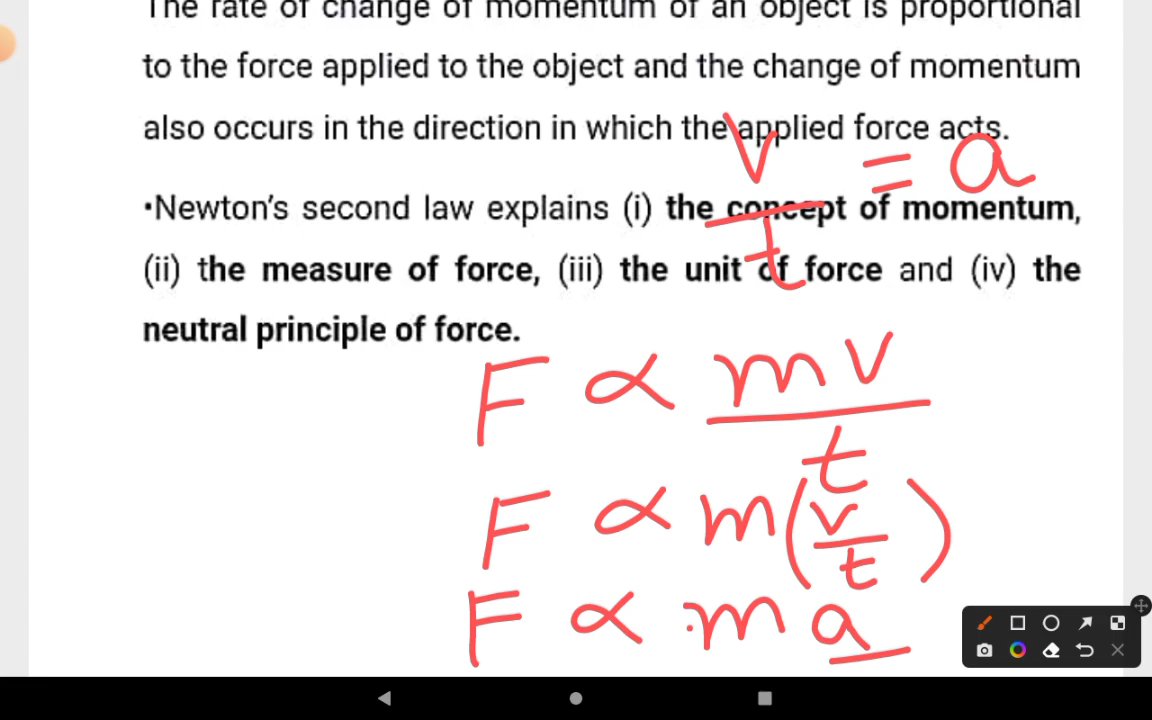 The rate of change of momentum of an object is proportional
to the force applied to the object and the change of momentum
also occurs in the direction in which the applied force acts.
v/t = a
•Newton's second law explains (i) the concept of momentum,
(ii) the measure of force, (iii) the unit of force and (iv) the
neutral principle of force.
F ∝ mv/t
F ∝ m(v/t)
F ∝ ma